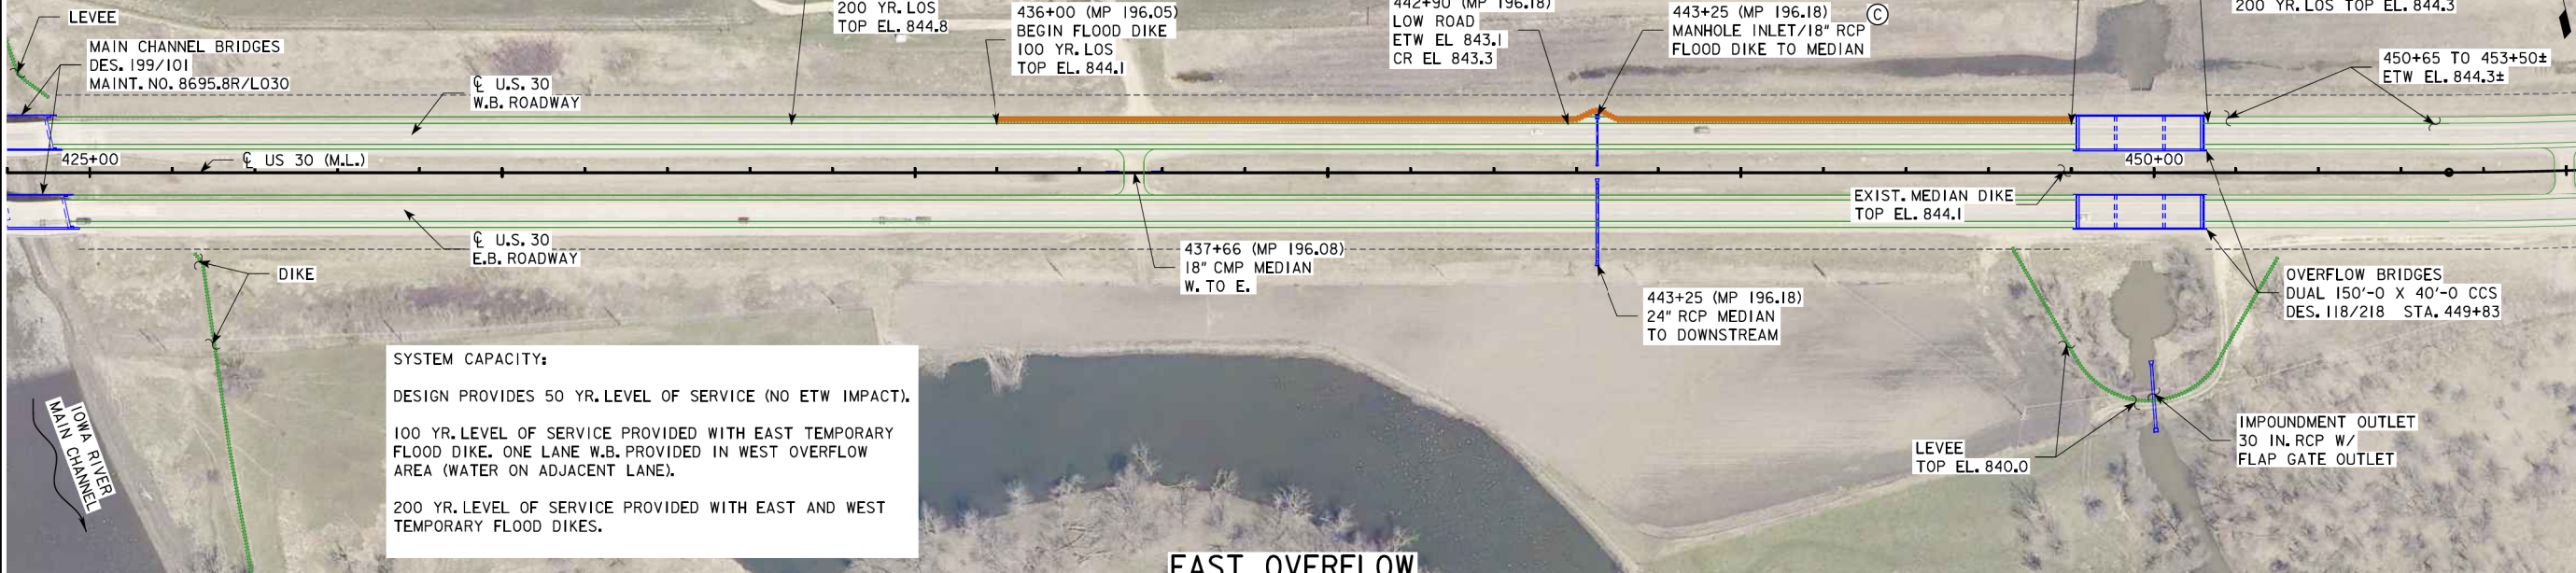 LEVEE
MAIN CHANNEL BRIDGES
DES. 199/101
MAINT. NO. 8695.8R/L030
℄ U.S. 30
W.B. ROADWAY
200 YR. LOS
TOP EL. 844.8
436+00 (MP 196.05)
BEGIN FLOOD DIKE
100 YR. LOS
TOP EL. 844.1
442+90 (MP 196.18)
LOW ROAD
ETW EL 843.1
CR EL 843.3
443+25 (MP 196.18)
MANHOLE INLET/18" RCP
FLOOD DIKE TO MEDIAN
C
200 YR. LOS TOP EL. 844.3
450+65 TO 453+50±
ETW EL. 844.3±
425+00
℄ US 30 (M.L.)
450+00
EXIST. MEDIAN DIKE
TOP EL. 844.1
℄ U.S. 30
E.B. ROADWAY
DIKE
437+66 (MP 196.08)
18" CMP MEDIAN
W. TO E.
443+25 (MP 196.18)
24" RCP MEDIAN
TO DOWNSTREAM
OVERFLOW BRIDGES
DUAL 150'-0 X 40'-0 CCS
DES. 118/218 STA. 449+83
SYSTEM CAPACITY:
DESIGN PROVIDES 50 YR. LEVEL OF SERVICE (NO ETW IMPACT).
100 YR. LEVEL OF SERVICE PROVIDED WITH EAST TEMPORARY
FLOOD DIKE. ONE LANE W.B. PROVIDED IN WEST OVERFLOW
AREA (WATER ON ADJACENT LANE).
200 YR. LEVEL OF SERVICE PROVIDED WITH EAST AND WEST
TEMPORARY FLOOD DIKES.
IOWA RIVER
MAIN CHANNEL
LEVEE
TOP EL. 840.0
IMPOUNDMENT OUTLET
30 IN. RCP W/
FLAP GATE OUTLET
EAST OVERFLOW